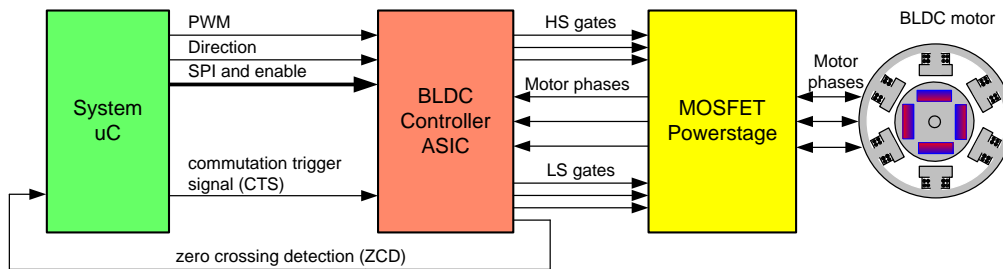 PWM
Direction
SPI and enable
System
uC
commutation trigger
signal (CTS)
zero crossing detection (ZCD)
BLDC
Controller
ASIC
HS gates
Motor phases
LS gates
MOSFET
Powerstage
BLDC motor
Motor
phases